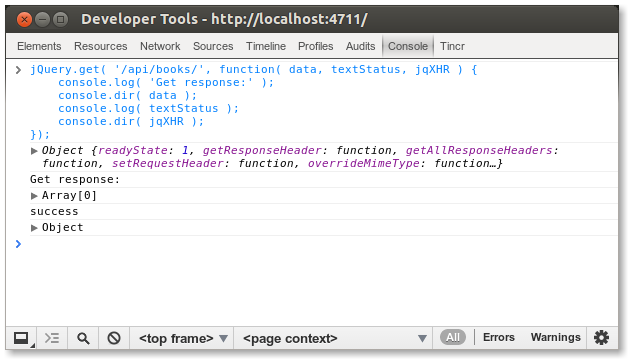 Developer Tools - http://localhost:4711/
Elements Resources Network Sources Timeline Profiles Audits Console Tincr
jQuery.get( '/api/books/', function( data, textStatus, jqXHR ) {
    console.log( 'Get response:' );
    console.dir( data );
    console.log( textStatus );
    console.dir( jqXHR );
});
Object {readyState: 1, getResponseHeader: function, getAllResponseHeaders:
function, setRequestHeader: function, overrideMimeType: function…}
Get response:
Array[0]
success
Object
<top frame> <page context> All Errors Warnings